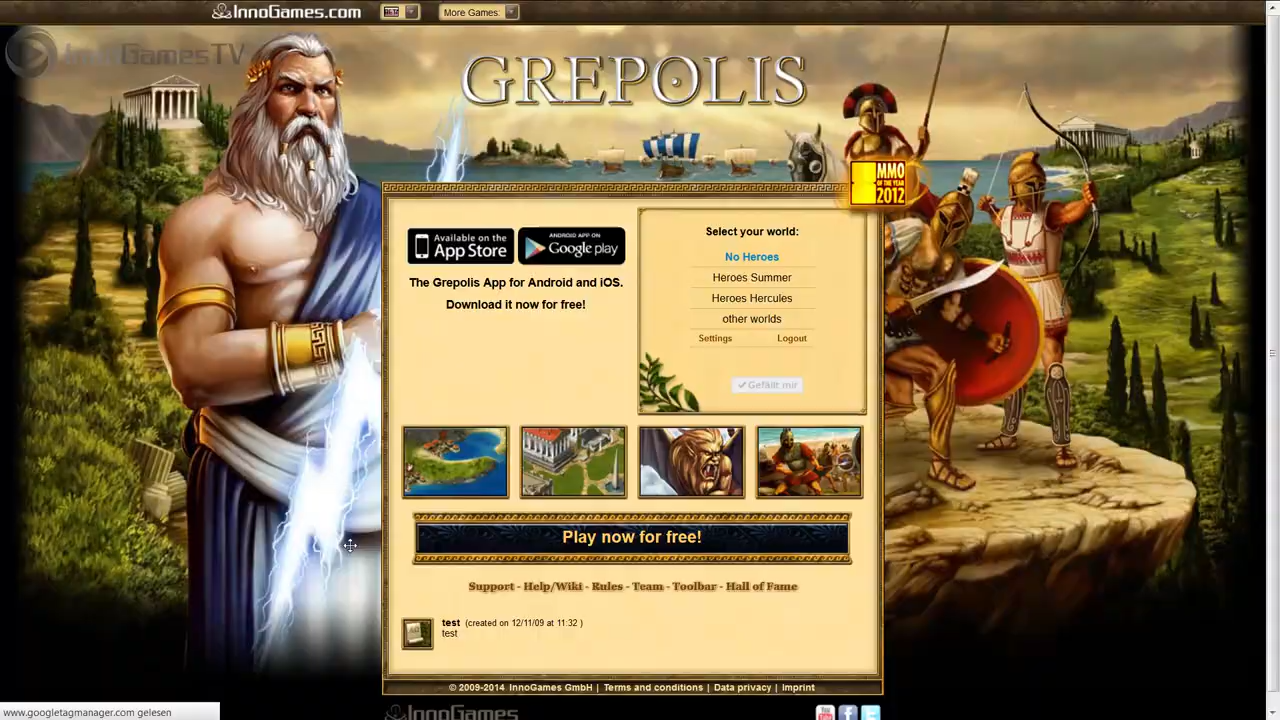 InnoGames.com
BETA
More Games:
InnoGamesTV
GREPOLIS
MMO
OF THE YEAR
2012
Available on the
App Store
ANDROID APP ON
Google play
The Grepolis App for Android and iOS.
Download it now for free!
Select your world:
No Heroes
Heroes Summer
Heroes Hercules
other worlds
Settings
Logout
Gefällt mir
Play now for free!
Support - Help/Wiki - Rules - Team - Toolbar - Hall of Fame
test (created on 12/11/09 at 11:32 )
test
© 2009-2014 InnoGames GmbH | Terms and conditions | Data privacy | Imprint
www.googletagmanager.com gelesen
InnoGames
You
Tube